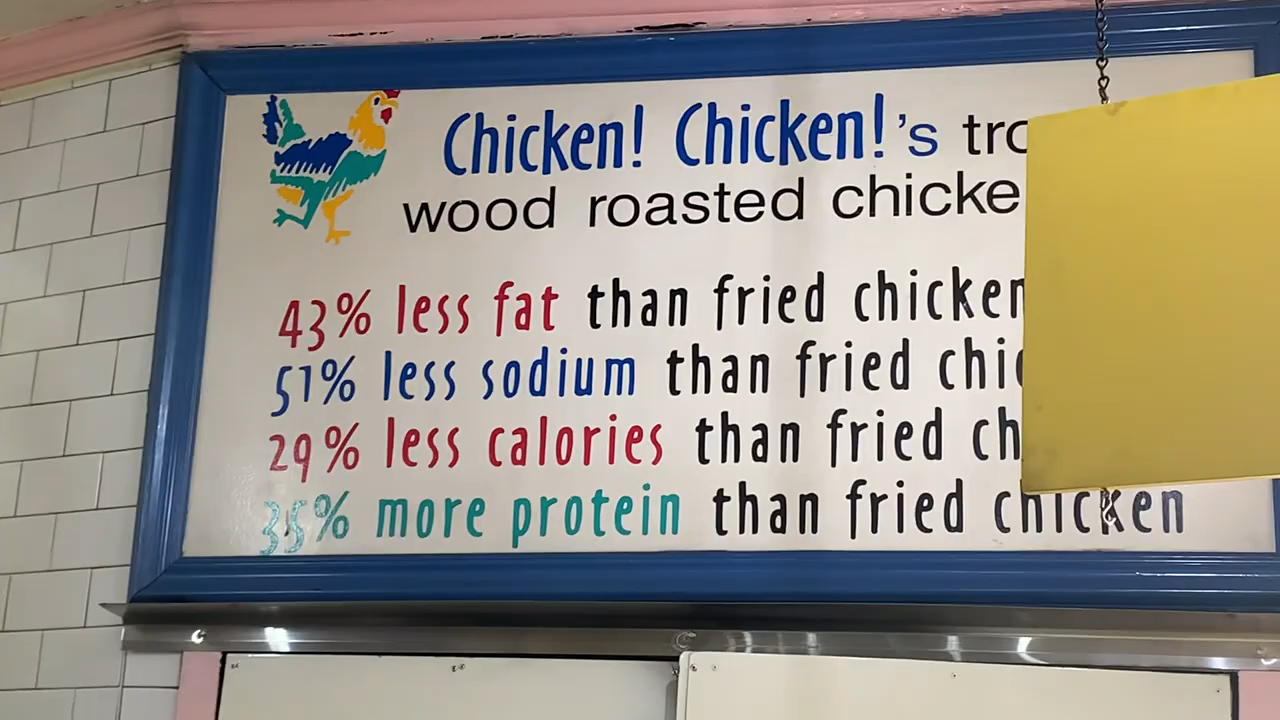 Chicken! Chicken!'s
wood roasted
43% less fat than fried chicken
51% less sodium than fried
29% less calories than fried
35% more protein than fried chicken